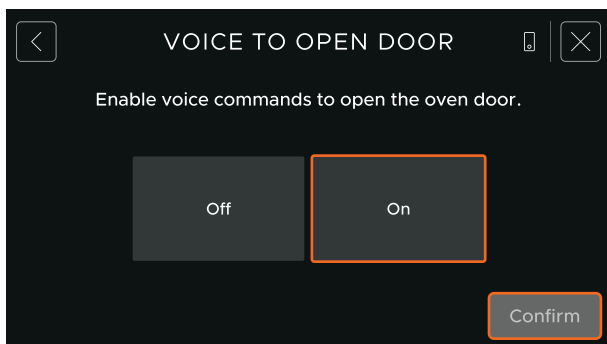 VOICE TO OPEN DOOR
Enable voice commands to open the oven door.
Off
On
Confirm